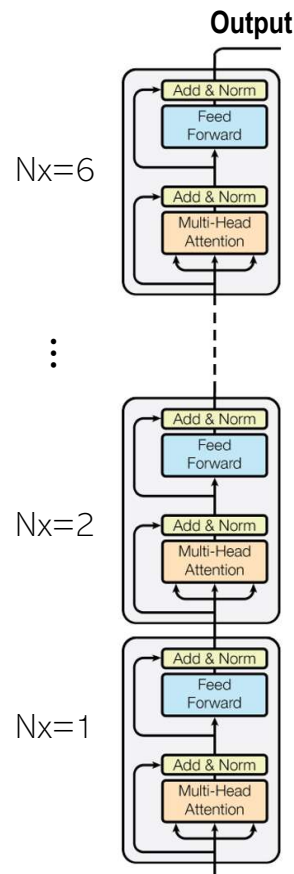 Output
Nx=6
Add & Norm
Feed
Forward
Add & Norm
Multi-Head
Attention
⋮
Nx=2
Add & Norm
Feed
Forward
Add & Norm
Multi-Head
Attention
Nx=1
Add & Norm
Feed
Forward
Add & Norm
Multi-Head
Attention